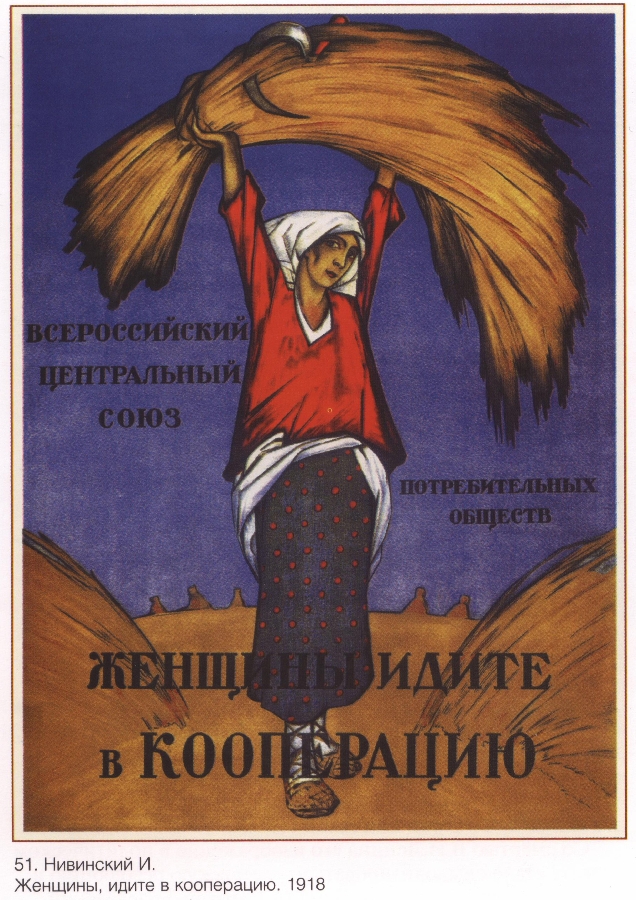 ВСЕРОССИЙСКИЙ
ЦЕНТРАЛЬНЫЙ
СОЮЗ
ПОТРЕБИТЕЛЬНЫХ
ОБЩЕСТВ
ЖЕНЩИНЫ ИДИТЕ
в КООПЕРАЦИЮ
51. Нивинский И.
Женщины, идите в кооперацию. 1918